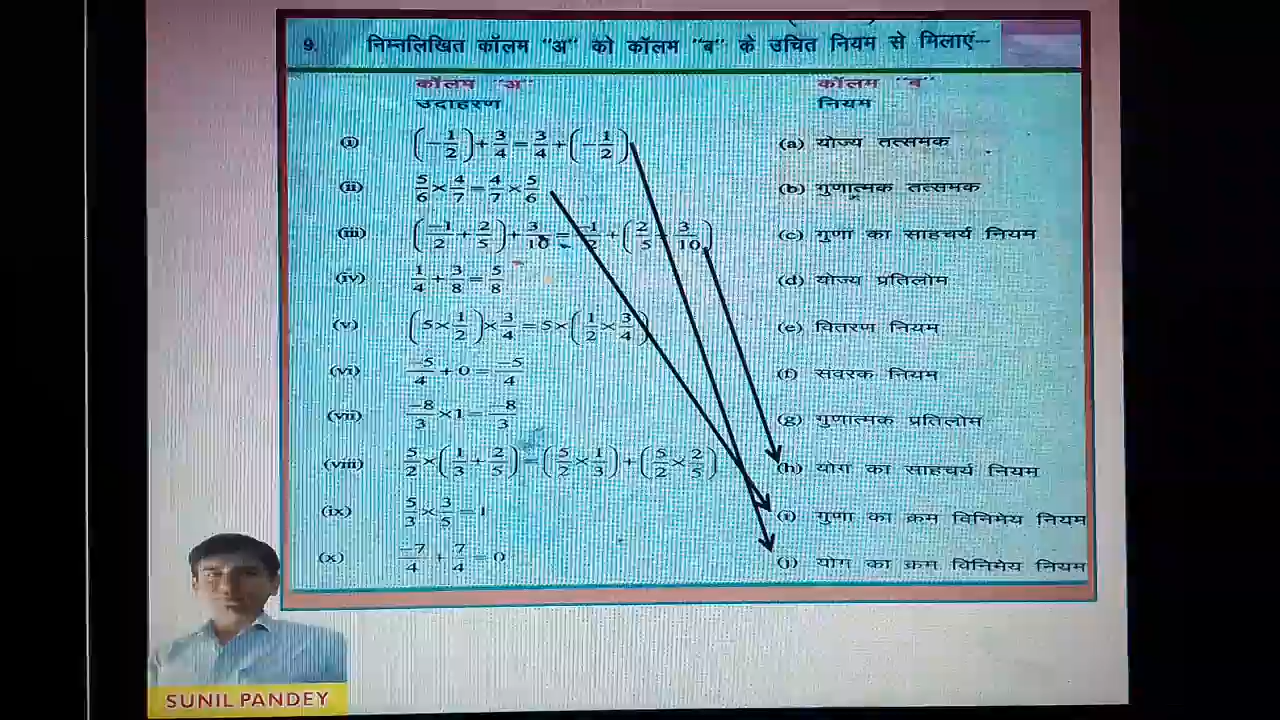 9. निम्नलिखित कॉलम "अ" को कॉलम "ब" के उचित नियम से मिलाएं--
कॉलम "अ" कॉलम "ब"
उदाहरण नियम
(i) (-1/2)+3/4=3/4+(-1/2) (a) योज्य तत्समक
(ii) 5/6×4/7=4/7×5/6 (b) गुणात्मक तत्समक
(iii) (-1/2+2/5)+3/10=-1/2+(2/5+3/10) (c) गुणा का साहचर्य नियम
(iv) 1/4+3/8=5/8 (d) योज्य प्रतिलोम
(v) (5×1/2)×3/4=5×(1/2×3/4) (e) वितरण नियम
(vi) -5/4+0=-5/4 (f) संवरक नियम
(vii) -8/3×1=-8/3 (g) गुणात्मक प्रतिलोम
(viii) 5/2×(1/3+2/5)=(5/2×1/3)+(5/2×2/5) (h) योग का साहचर्य नियम
(ix) 5/3×3/5=1 (i) गुणा का क्रम विनिमेय नियम
(x) -7/4+7/4=0 (j) योग का क्रम विनिमेय नियम
SUNIL PANDEY